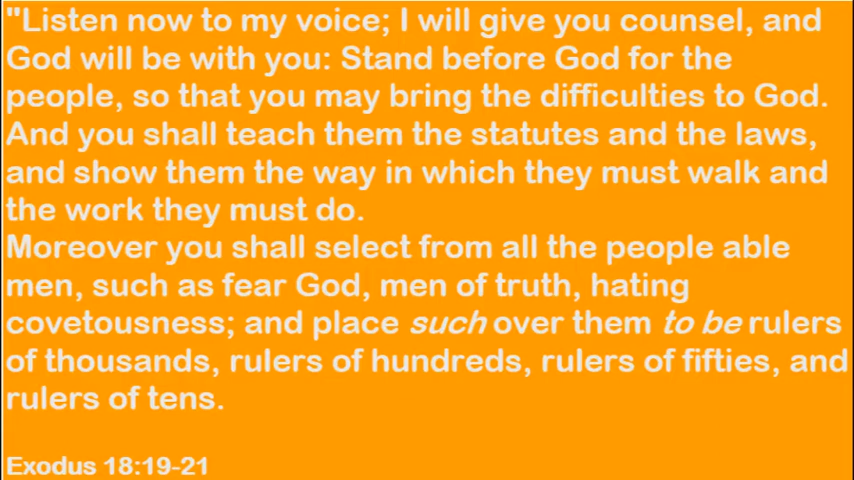 "Listen now to my voice; I will give you counsel, and
God will be with you: Stand before God for the
people, so that you may bring the difficulties to God.
And you shall teach them the statutes and the laws,
and show them the way in which they must walk and
the work they must do.
Moreover you shall select from all the people able
men, such as fear God, men of truth, hating
covetousness; and place such over them to be rulers
of thousands, rulers of hundreds, rulers of fifties, and
rulers of tens.
Exodus 18:19-21